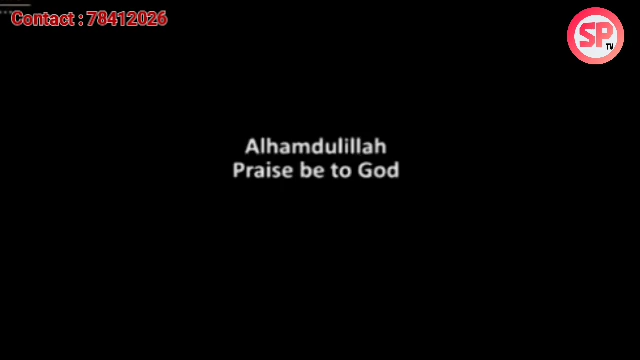 Contact : 78412026
SP
TV
Alhamdulillah
Praise be to God